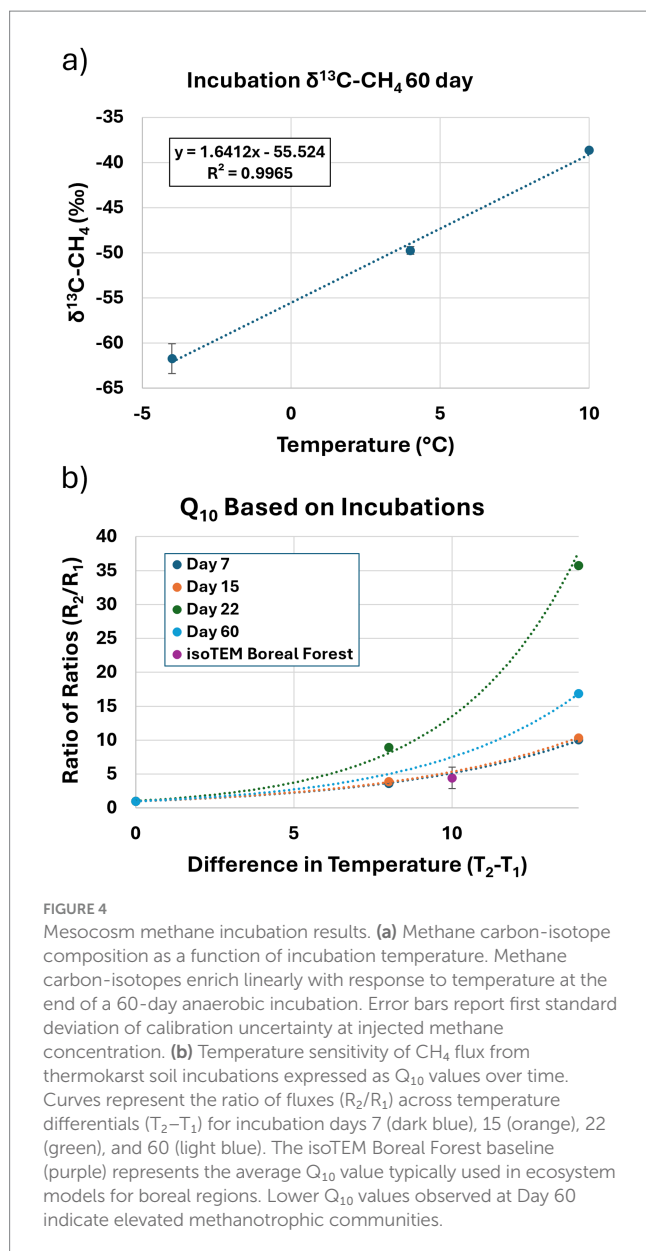 a)
Incubation δ¹³C-CH₄ 60 day
-35
-40
-45
-50
-55
-60
-65
y = 1.6412x - 55.524
R² = 0.9965
δ¹³C-CH₄ (‰)
-5 0 5 10
Temperature (°C)
b)
Q₁₀ Based on Incubations
40
35
30
25
20
15
10
5
0
Day 7
Day 15
Day 22
Day 60
isoTEM Boreal Forest
Ratio of Ratios (R₂/R₁)
0 5 10
Difference in Temperature (T₂-T₁)
FIGURE 4
Mesocosm methane incubation results. (a) Methane carbon-isotope
composition as a function of incubation temperature. Methane
carbon-isotopes enrich linearly with response to temperature at the
end of a 60-day anaerobic incubation. Error bars report first standard
deviation of calibration uncertainty at injected methane
concentration. (b) Temperature sensitivity of CH₄ flux from
thermokarst soil incubations expressed as Q₁₀ values over time.
Curves represent the ratio of fluxes (R₂/R₁) across temperature
differentials (T₂–T₁) for incubation days 7 (dark blue), 15 (orange), 22
(green), and 60 (light blue). The isoTEM Boreal Forest baseline
(purple) represents the average Q₁₀ value typically used in ecosystem
models for boreal regions. Lower Q₁₀ values observed at Day 60
indicate elevated methanotrophic communities.